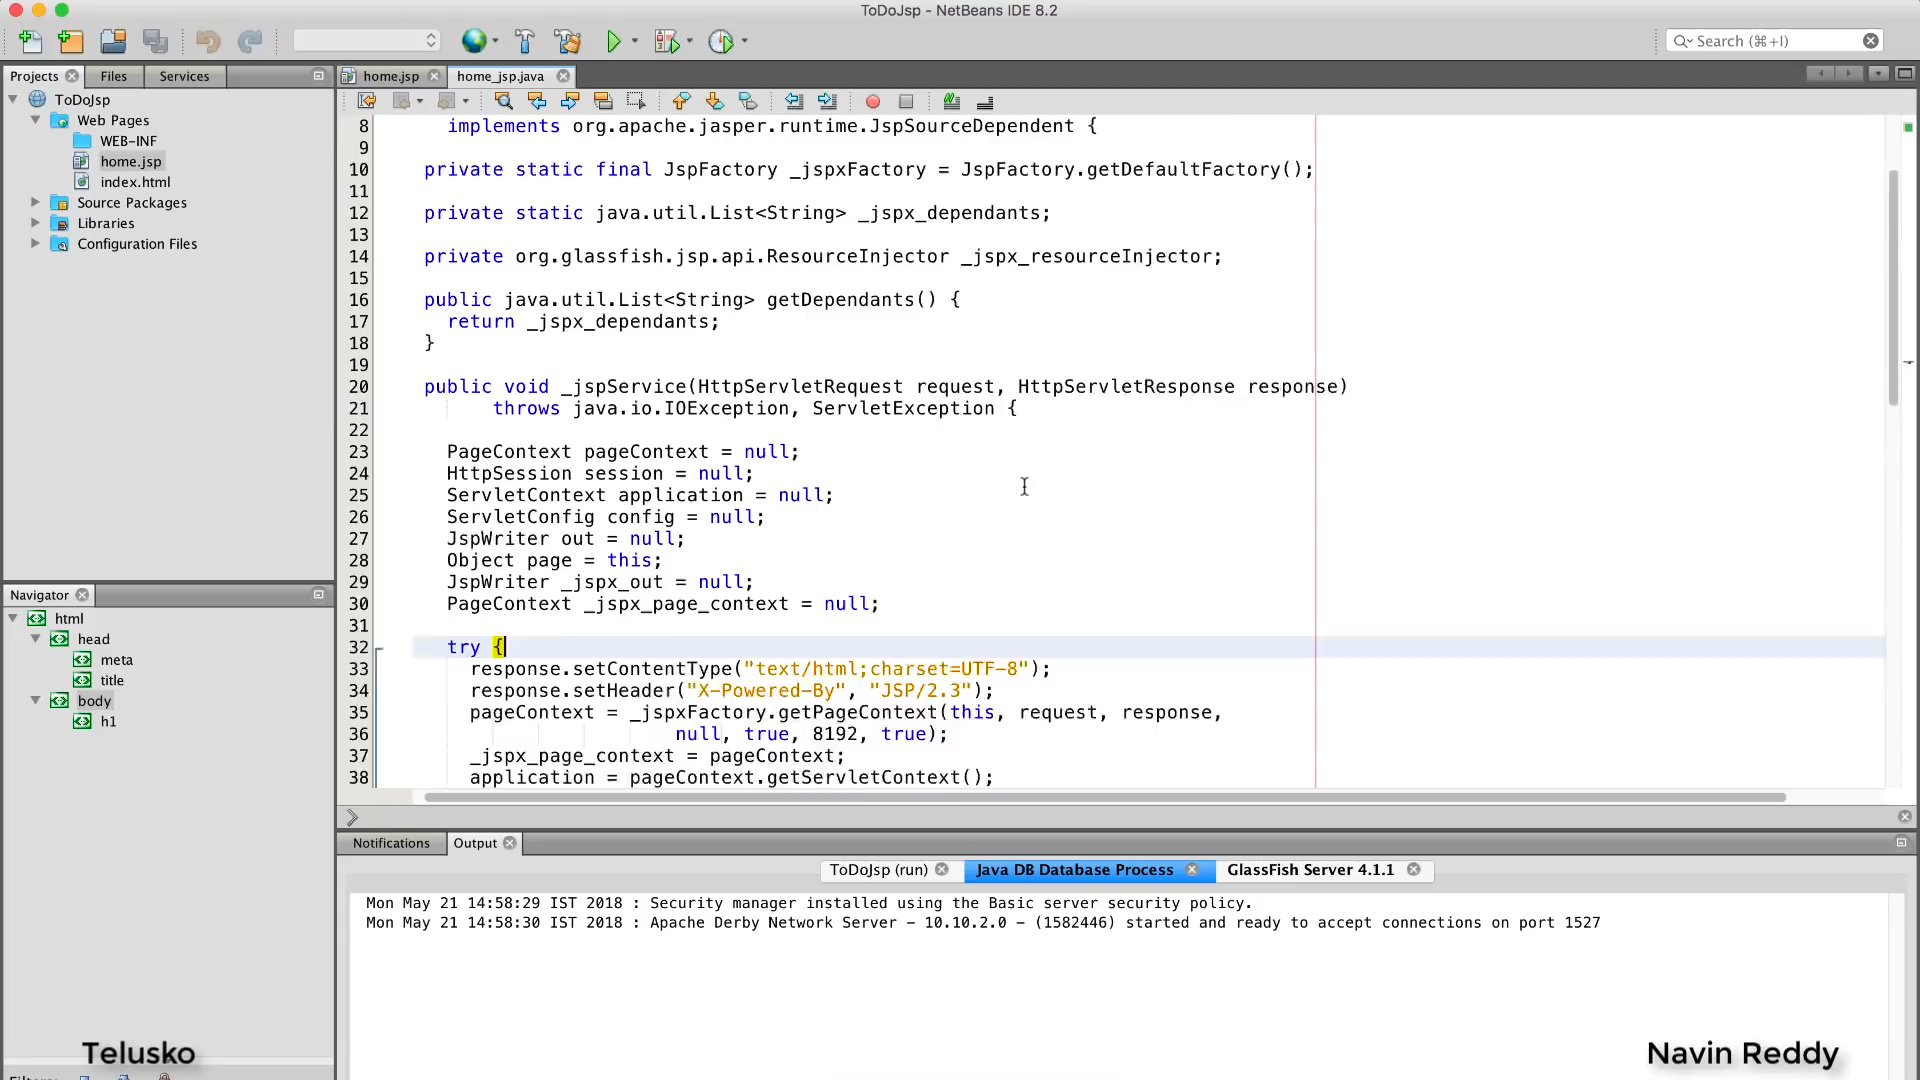 ToDoJsp - NetBeans IDE 8.2
Search (⌘+I)
Projects
Files
Services
home.jsp
home_jsp.java
ToDoJsp
Web Pages
WEB-INF
home.jsp
index.html
Source Packages
Libraries
Configuration Files
Navigator
html
head
meta
title
body
h1
8 implements org.apache.jasper.runtime.JspSourceDependent {
9
10 private static final JspFactory _jspxFactory = JspFactory.getDefaultFactory();
11
12 private static java.util.List<String> _jspx_dependants;
13
14 private org.glassfish.jsp.api.ResourceInjector _jspx_resourceInjector;
15
16 public java.util.List<String> getDependants() {
17 return _jspx_dependants;
18 }
19
20 public void _jspService(HttpServletRequest request, HttpServletResponse response)
21 throws java.io.IOException, ServletException {
22
23 PageContext pageContext = null;
24 HttpSession session = null;
25 ServletContext application = null;
26 ServletConfig config = null;
27 JspWriter out = null;
28 Object page = this;
29 JspWriter _jspx_out = null;
30 PageContext _jspx_page_context = null;
31
32 try {
33 response.setContentType("text/html;charset=UTF-8");
34 response.setHeader("X-Powered-By", "JSP/2.3");
35 pageContext = _jspxFactory.getPageContext(this, request, response,
36 null, true, 8192, true);
37 _jspx_page_context = pageContext;
38 application = pageContext.getServletContext();
Notifications
Output
ToDoJsp (run)
Java DB Database Process
GlassFish Server 4.1.1
Mon May 21 14:58:29 IST 2018 : Security manager installed using the Basic server security policy.
Mon May 21 14:58:30 IST 2018 : Apache Derby Network Server - 10.10.2.0 - (1582446) started and ready to accept connections on port 1527
Telusko
Navin Reddy